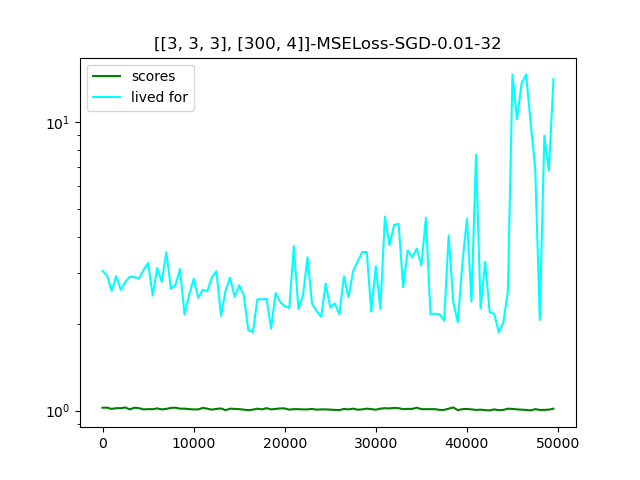 [[3, 3, 3], [300, 4]]-MSELoss-SGD-0.01-32
scores
lived for
10¹
10⁰
0 10000 20000 30000 40000 50000